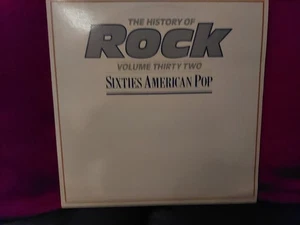 THE HISTORY OF
Rock
VOLUME THIRTY TWO
SIXTIES AMERICAN POP